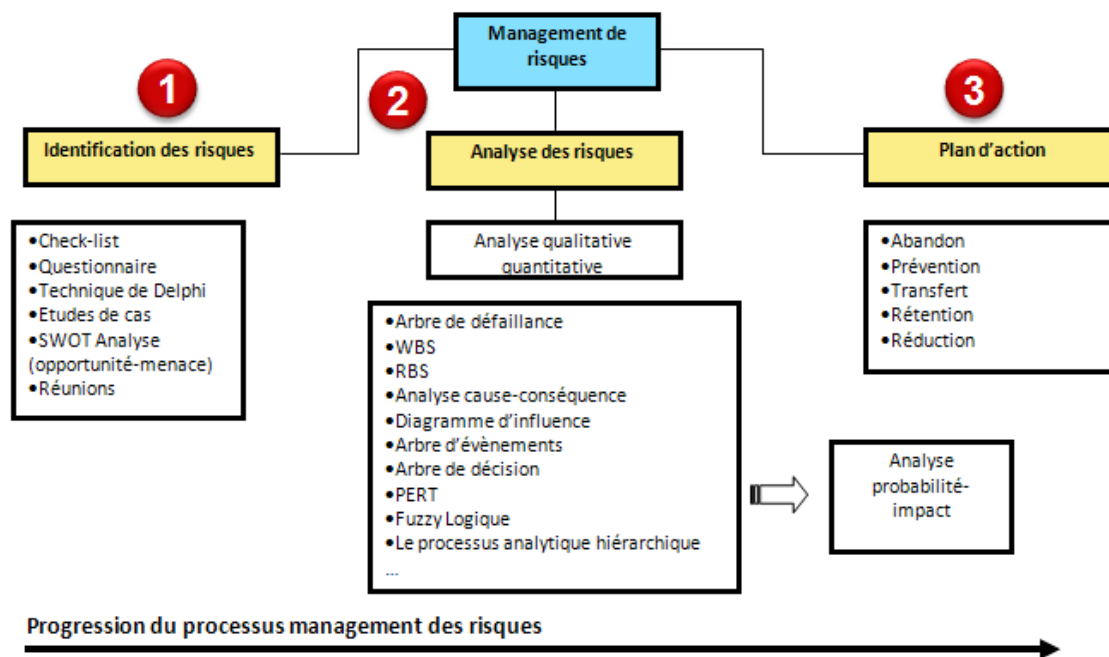 Management de
risques
1
2
3
Identification des risques
Analyse des risques
Plan d'action
•Check-list
•Questionnaire
•Technique de Delphi
•Etudes de cas
•SWOT Analyse
(opportunité-menace)
•Réunions
Analyse qualitative
quantitative
•Abandon
•Prévention
•Transfert
•Rétention
•Réduction
•Arbre de défaillance
•WBS
•RBS
•Analyse cause-conséquence
•Diagramme d'influence
•Arbre d'évènements
•Arbre de décision
•PERT
•Fuzzy Logique
•Le processus analytique hiérarchique
...
Analyse
probabilité-
impact
Progression du processus management des risques